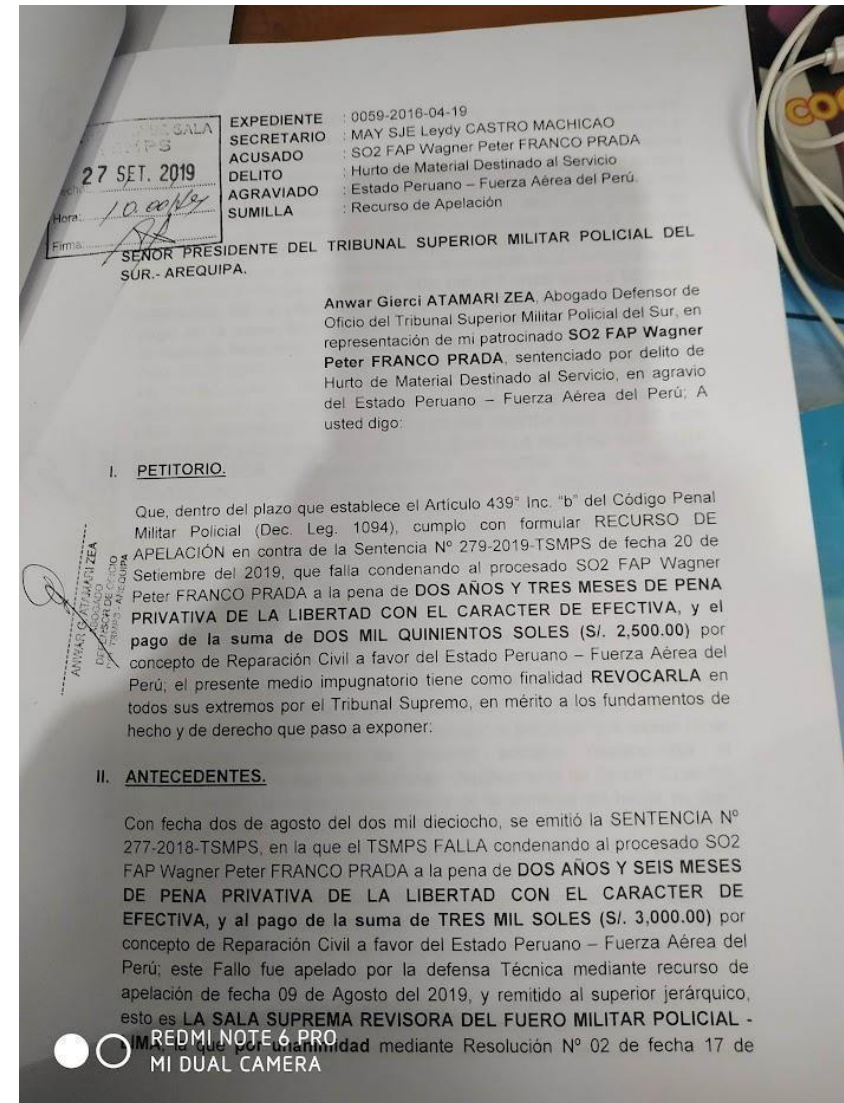 SALA
27 SET. 2019
Hora:
Firma:
EXPEDIENTE : 0059-2016-04-19
SECRETARIO : MAY SJE Leydy CASTRO MACHICAO
ACUSADO : SO2 FAP Wagner Peter FRANCO PRADA
DELITO : Hurto de Material Destinado al Servicio
AGRAVIADO : Estado Peruano – Fuerza Aérea del Perú.
SUMILLA : Recurso de Apelación
SEÑOR PRESIDENTE DEL TRIBUNAL SUPERIOR MILITAR POLICIAL DEL
SUR.- AREQUIPA.
Anwar Gierci ATAMARI ZEA, Abogado Defensor de
Oficio del Tribunal Superior Militar Policial del Sur, en
representación de mi patrocinado SO2 FAP Wagner
Peter FRANCO PRADA, sentenciado por delito de
Hurto de Material Destinado al Servicio, en agravio
del Estado Peruano – Fuerza Aérea del Perú; A
usted digo:
I. PETITORIO.
Que, dentro del plazo que establece el Artículo 439° Inc. "b" del Código Penal
Militar Policial (Dec. Leg. 1094), cumplo con formular RECURSO DE
APELACIÓN en contra de la Sentencia Nº 279-2019-TSMPS de fecha 20 de
Setiembre del 2019, que falla condenando al procesado SO2 FAP Wagner
Peter FRANCO PRADA a la pena de DOS AÑOS Y TRES MESES DE PENA
PRIVATIVA DE LA LIBERTAD CON EL CARACTER DE EFECTIVA, y el
pago de la suma de DOS MIL QUINIENTOS SOLES (S/. 2,500.00) por
concepto de Reparación Civil a favor del Estado Peruano – Fuerza Aérea del
Perú; el presente medio impugnatorio tiene como finalidad REVOCARLA en
todos sus extremos por el Tribunal Supremo, en mérito a los fundamentos de
hecho y de derecho que paso a exponer:
ANWAR G. ATAMARI ZEA
ABOGADO
DEFENSOR DE OFICIO
TSMPS - AREQUIPA
II. ANTECEDENTES.
Con fecha dos de agosto del dos mil dieciocho, se emitió la SENTENCIA Nº
277-2018-TSMPS, en la que el TSMPS FALLA condenando al procesado SO2
FAP Wagner Peter FRANCO PRADA a la pena de DOS AÑOS Y SEIS MESES
DE PENA PRIVATIVA DE LA LIBERTAD CON EL CARACTER DE
EFECTIVA, y al pago de la suma de TRES MIL SOLES (S/. 3,000.00) por
concepto de Reparación Civil a favor del Estado Peruano – Fuerza Aérea del
Perú; este Fallo fue apelado por la defensa Técnica mediante recurso de
apelación de fecha 09 de Agosto del 2019, y remitido al superior jerárquico,
esto es LA SALA SUPREMA REVISORA DEL FUERO MILITAR POLICIAL -
LIMA, la que por unanimidad mediante Resolución Nº 02 de fecha 17 de
REDMI NOTE 6 PRO
MI DUAL CAMERA